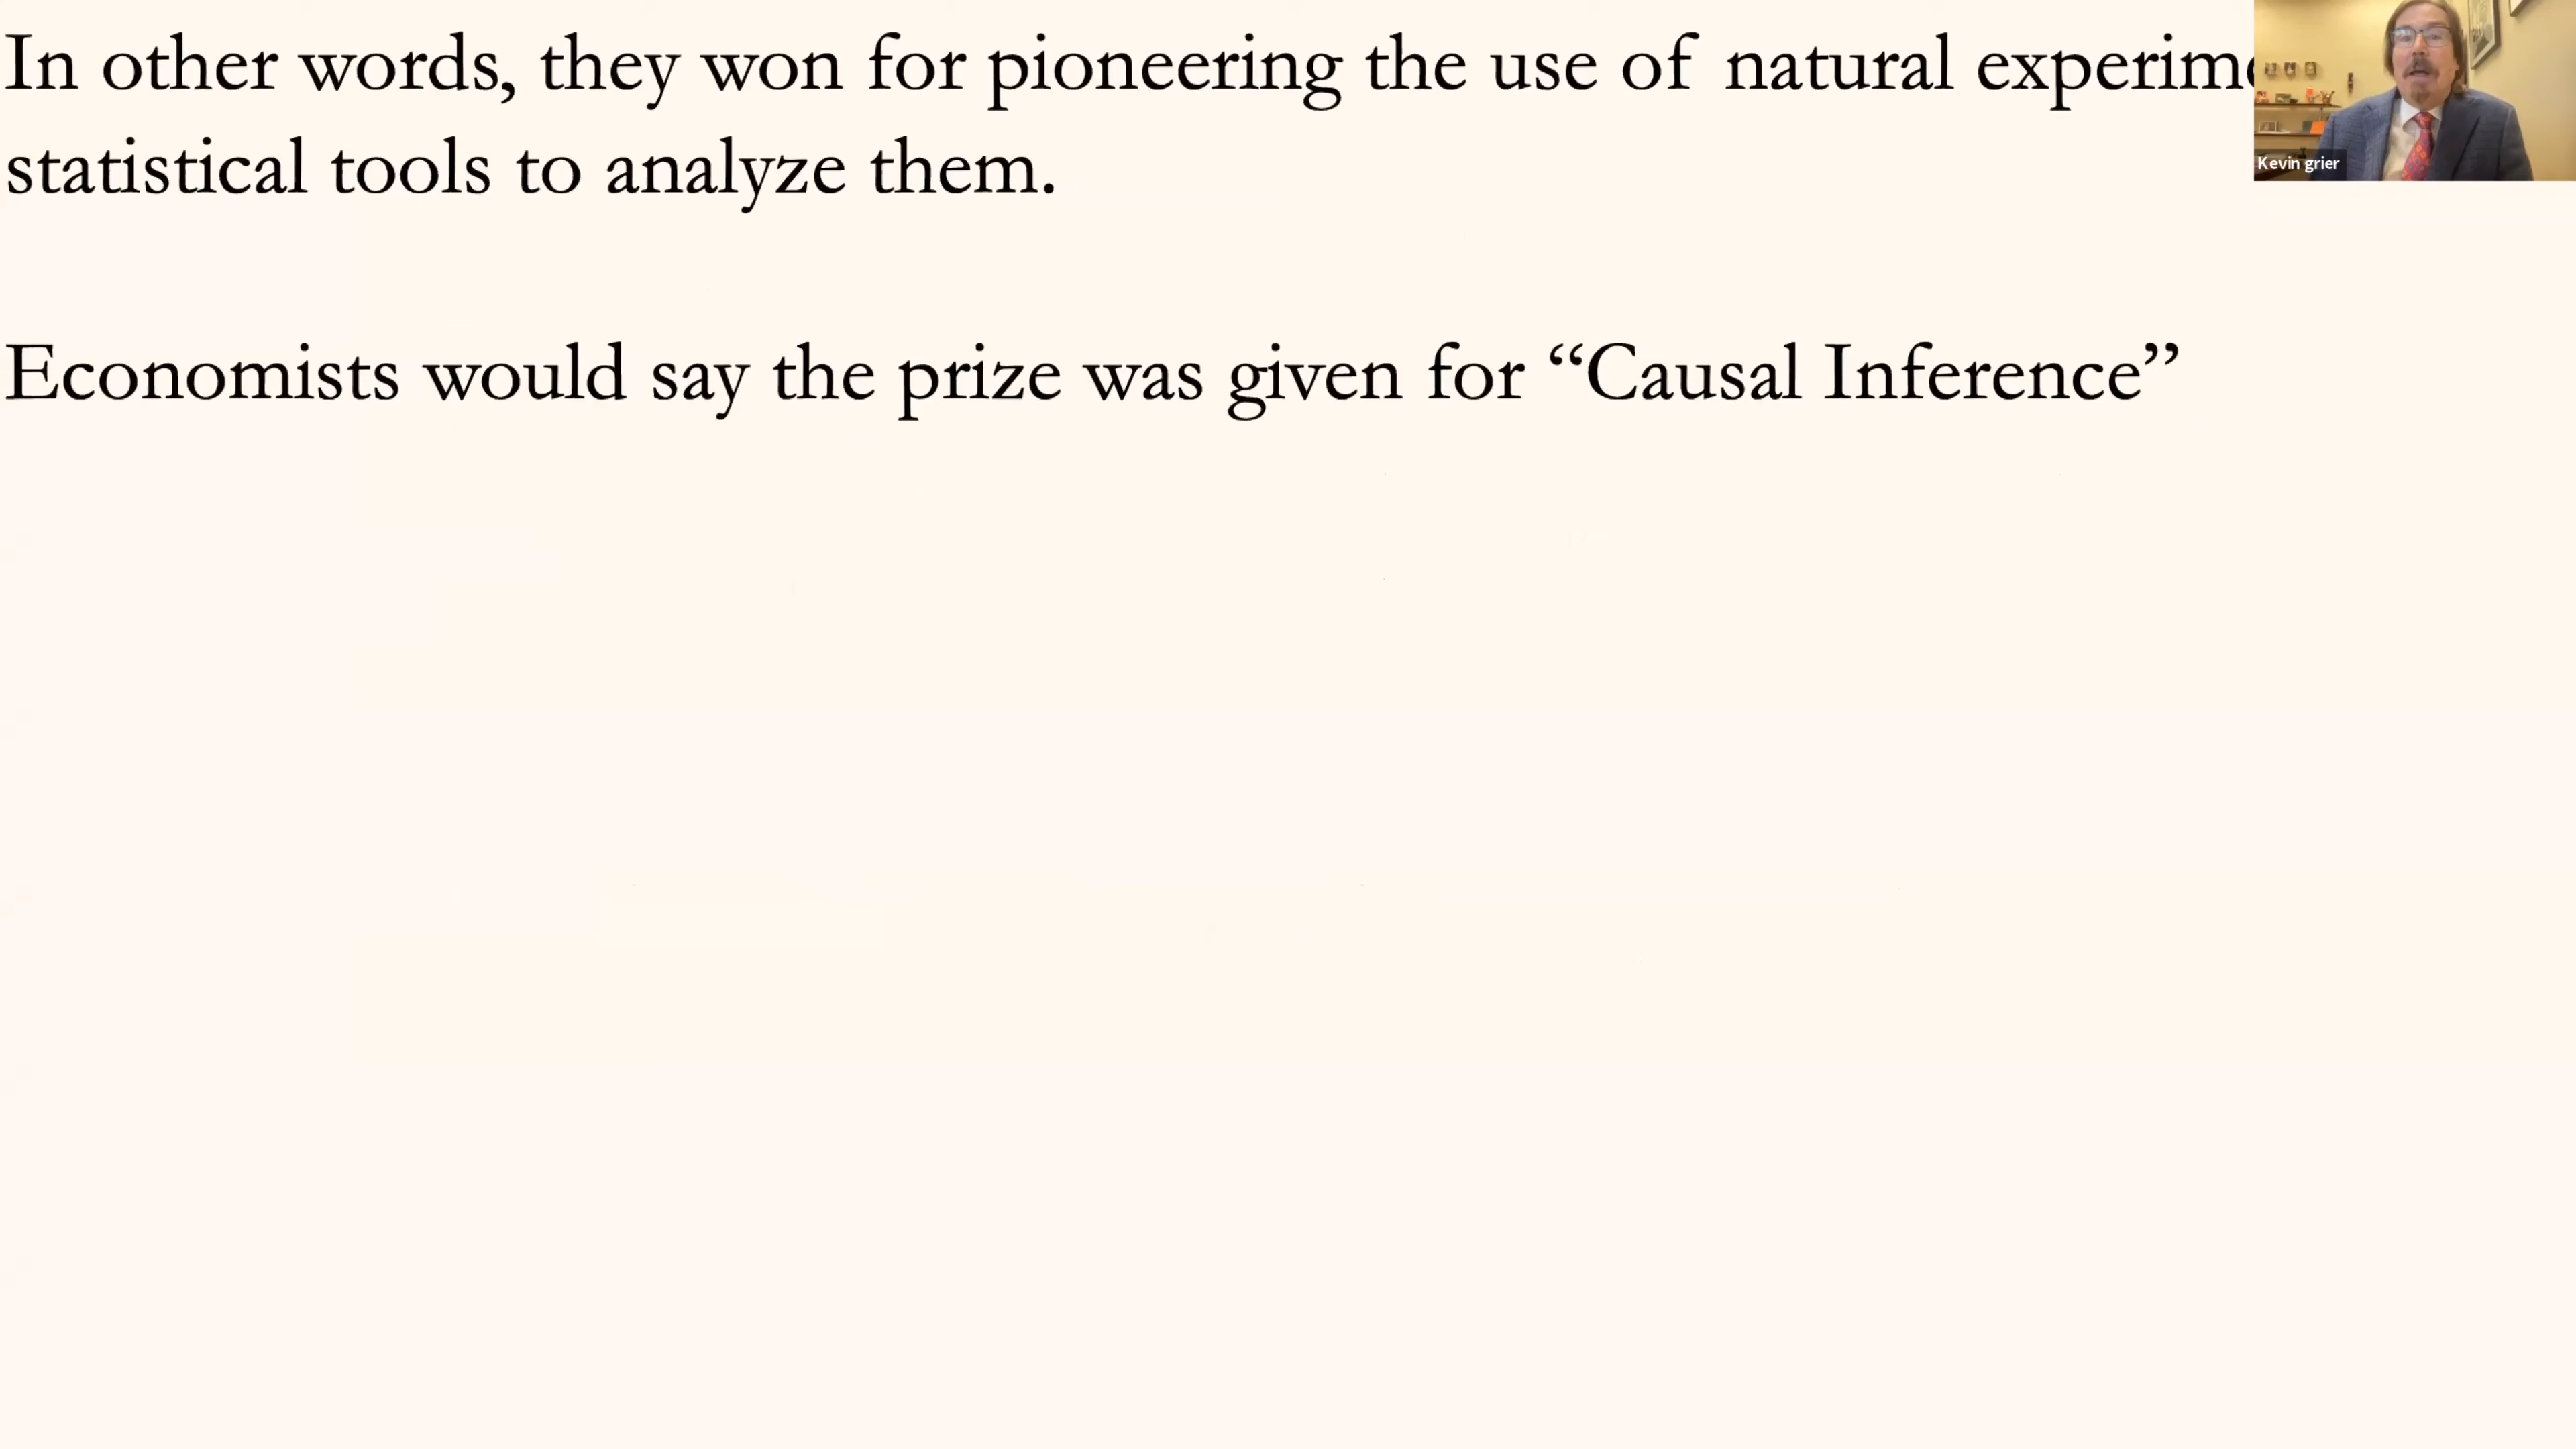 In other words, they won for pioneering the use of natural
statistical tools to analyze them.
Economists would say the prize was given for “Causal Inference”
Kevin grier